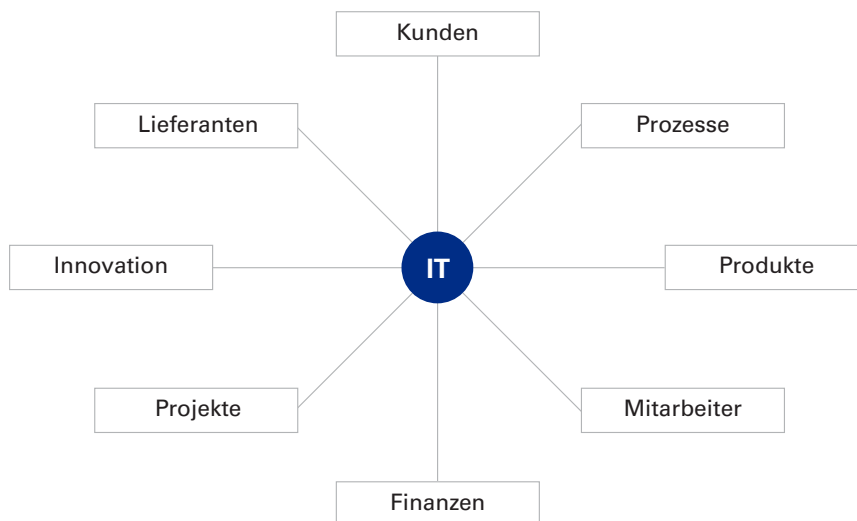 Kunden
Lieferanten
Prozesse
Innovation
IT
Produkte
Projekte
Mitarbeiter
Finanzen